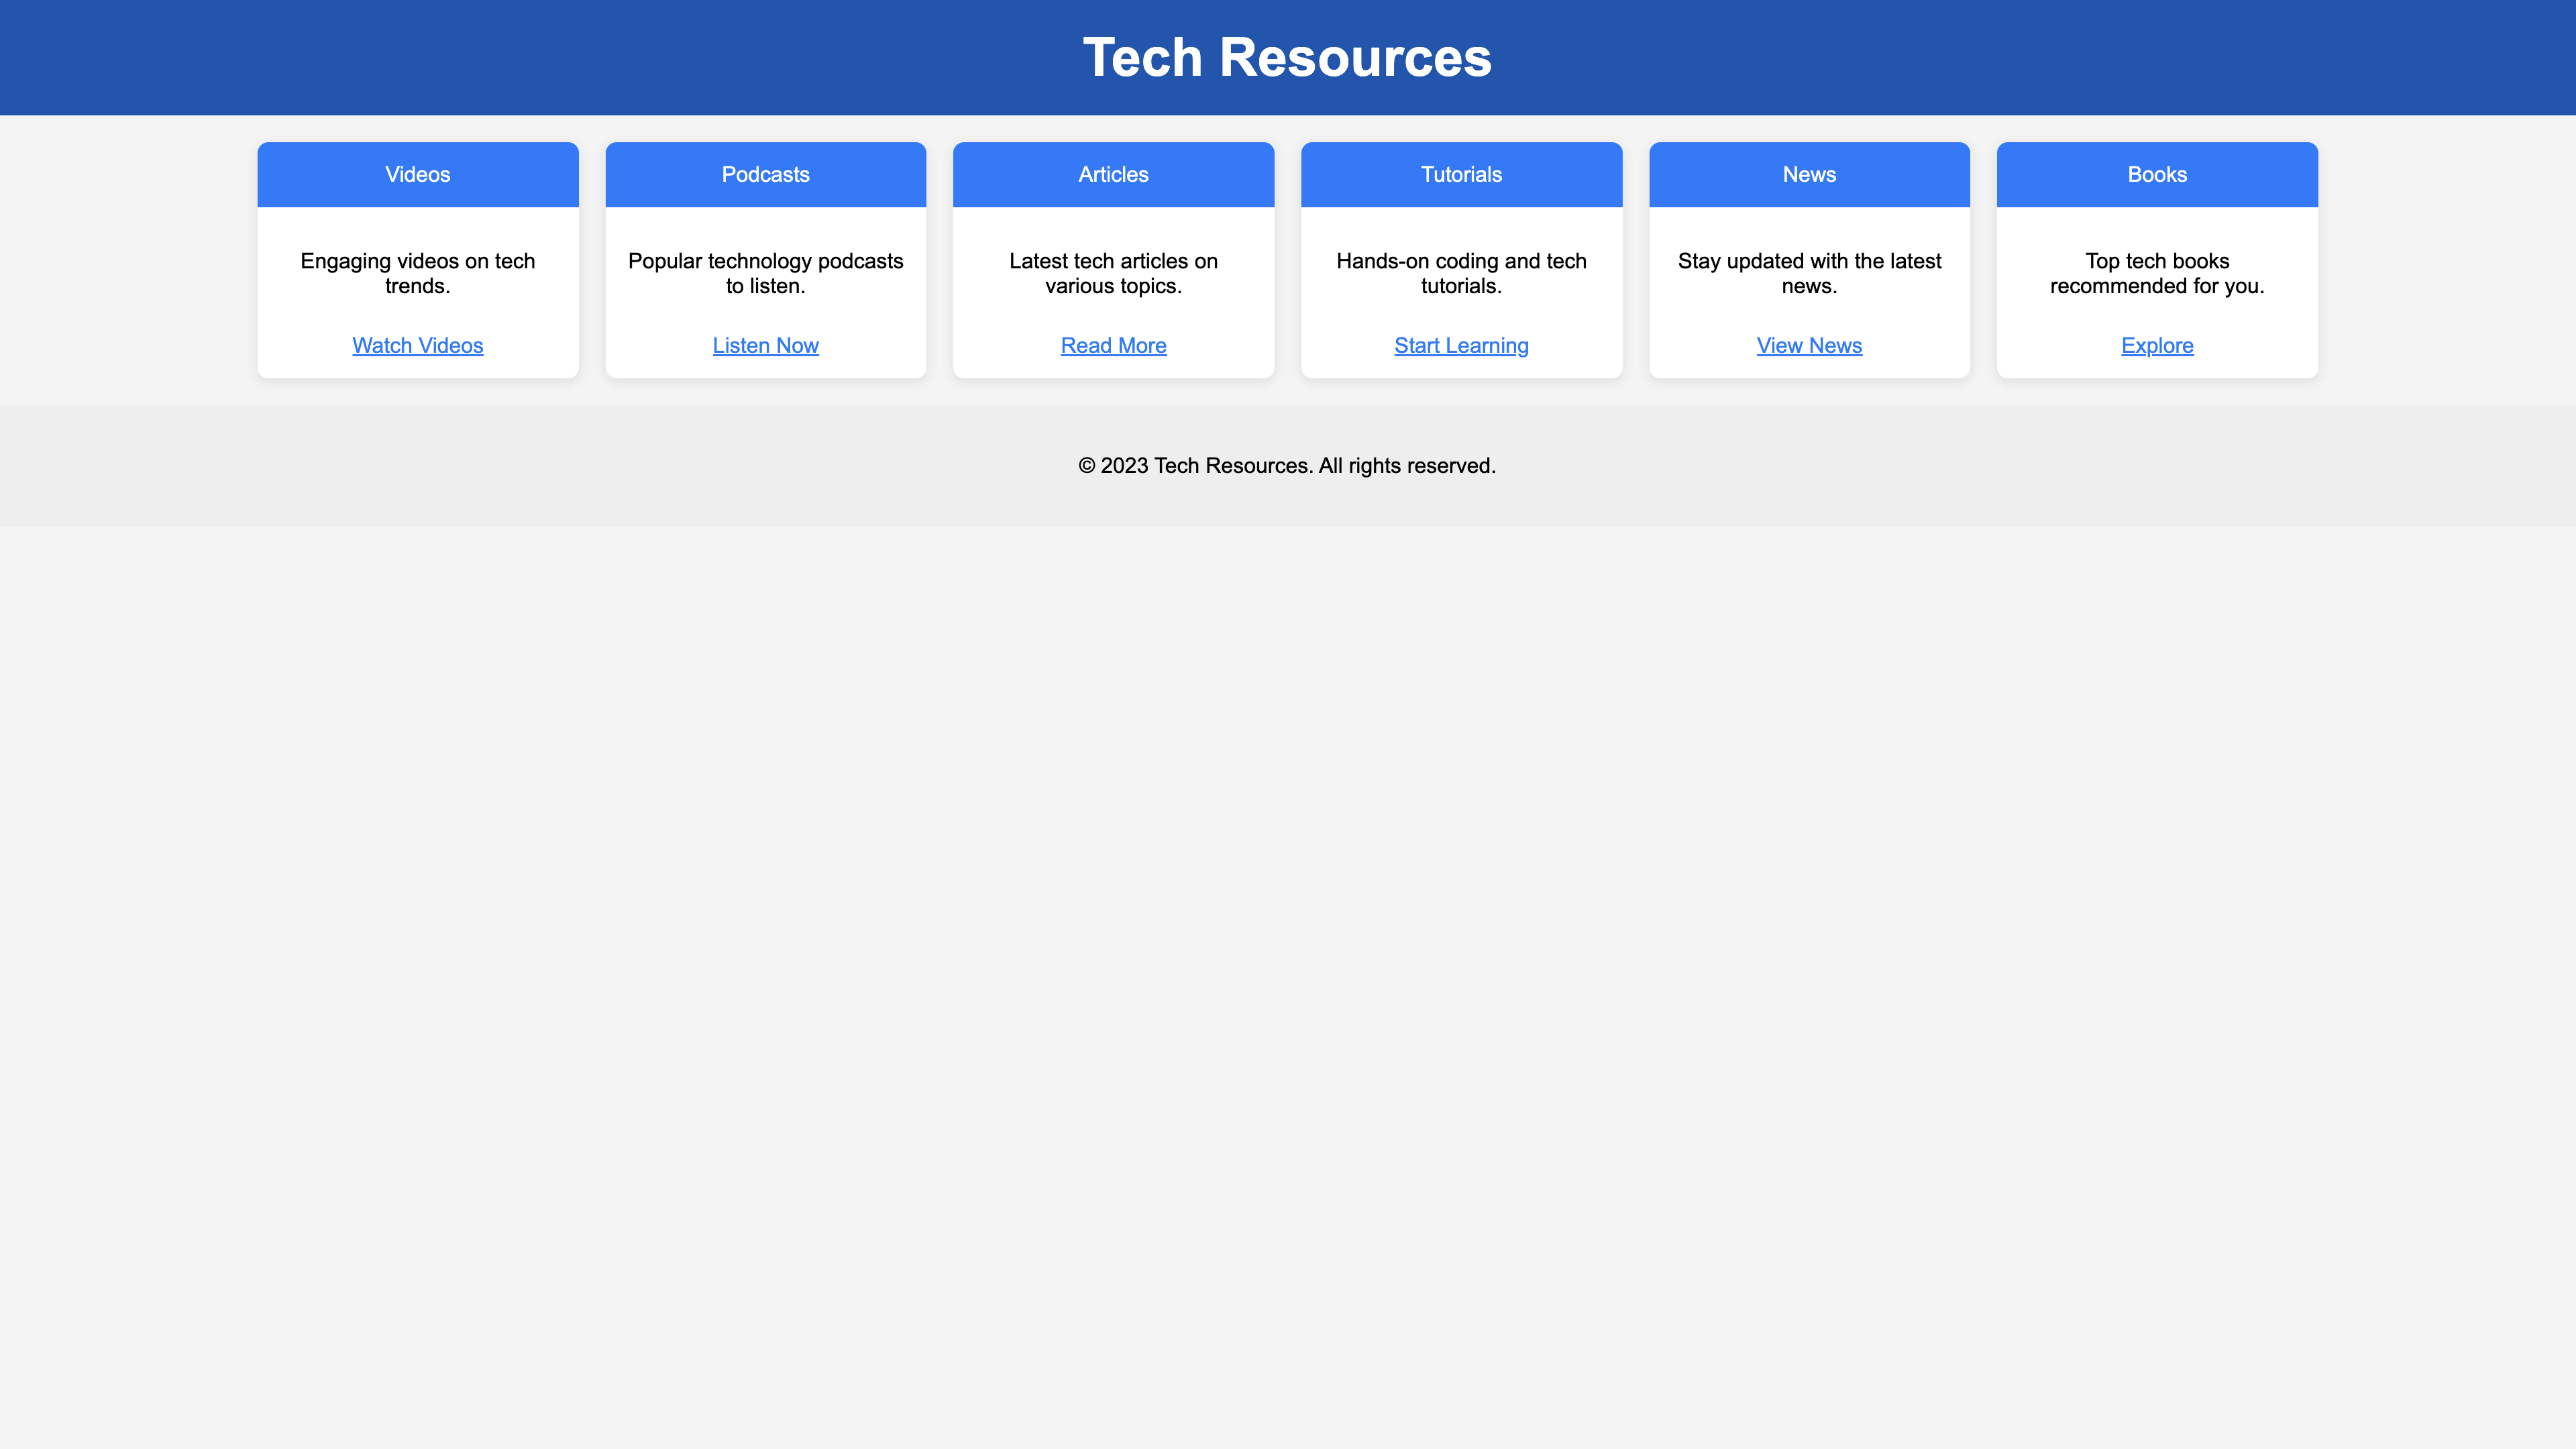 Tech Resources
Videos
Engaging videos on tech
trends.
Watch Videos
Podcasts
Popular technology podcasts
to listen.
Listen Now
Articles
Latest tech articles on
various topics.
Read More
Tutorials
Hands-on coding and tech
tutorials.
Start Learning
News
Stay updated with the latest
news.
View News
Books
Top tech books
recommended for you.
Explore
© 2023 Tech Resources. All rights reserved.